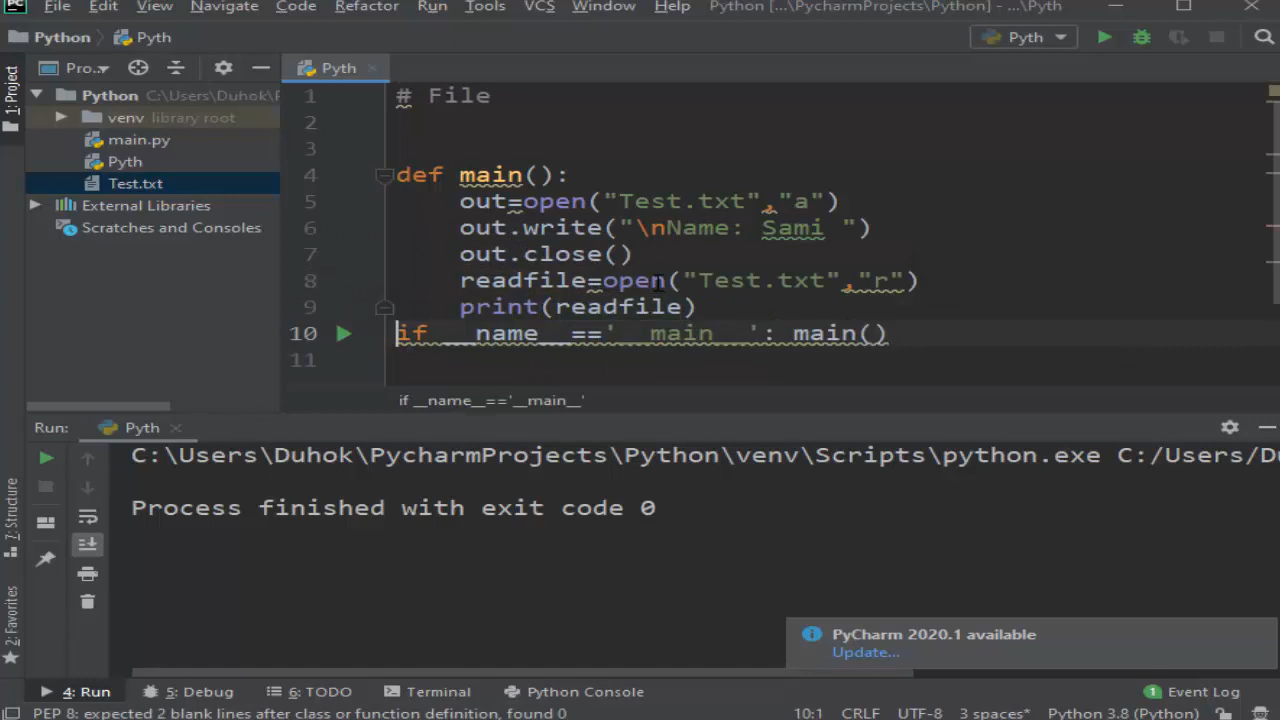 PC File Edit View Navigate Code Refactor Run Tools VCS Window Help Python [...\PycharmProjects\Python] - ...\Pyth
Python Pyth Pyth
1: Project
Pro... Pyth
Python C:\Users\Duhok\P
venv library root
main.py
Pyth
Test.txt
External Libraries
Scratches and Consoles
1 # File
2
3
4 def main():
5 out=open("Test.txt","a")
6 out.write("\nName: Sami ")
7 out.close()
8 readfile=open("Test.txt","r")
9 print(readfile)
10 if __name__=='__main__': main()
11
if __name__=='__main__'
Run: Pyth
C:\Users\Duhok\PycharmProjects\Python\venv\Scripts\python.exe C:/Users/Du
Process finished with exit code 0
7: Structure
2: Favorites
PyCharm 2020.1 available
Update...
4: Run 5: Debug 6: TODO Terminal Python Console 1 Event Log
PEP 8: expected 2 blank lines after class or function definition, found 0 10:1 CRLF UTF-8 3 spaces* Python 3.8 (Python)